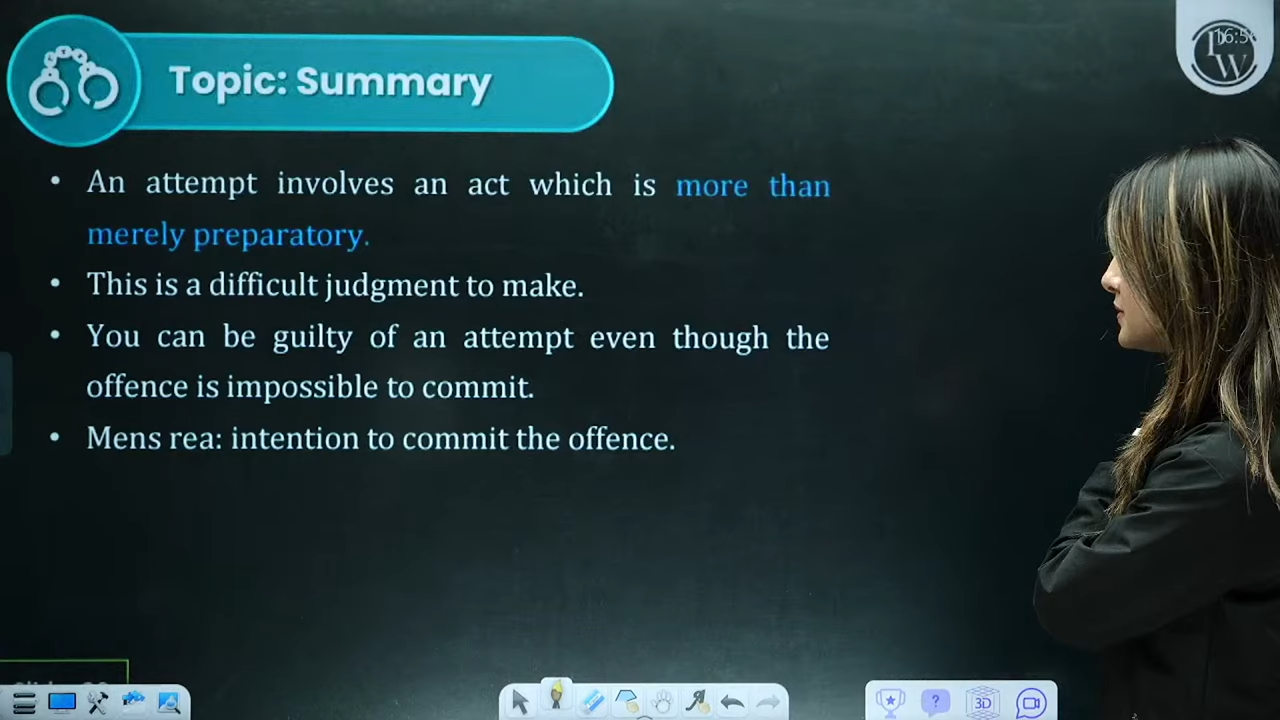 Topic: Summary
• An attempt involves an act which is more than
merely preparatory.
• This is a difficult judgment to make.
• You can be guilty of an attempt even though the
offence is impossible to commit.
• Mens rea: intention to commit the offence.
W
?
3D